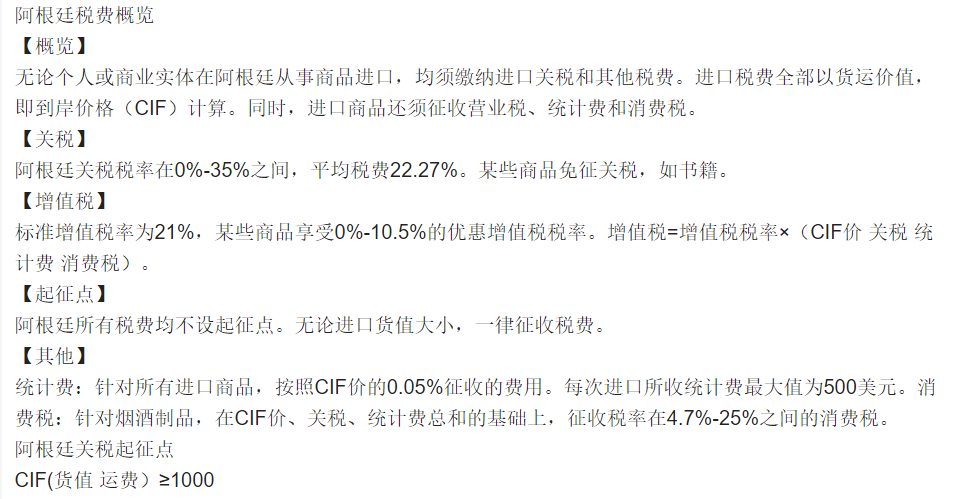 阿根廷税费概览
【概览】
无论个人或商业实体在阿根廷从事商品进口，均须缴纳进口关税和其他税费。进口税费全部以货运价值，
即到岸价格（CIF）计算。同时，进口商品还须征收营业税、统计费和消费税。
【关税】
阿根廷关税税率在0%-35%之间，平均税费22.27%。某些商品免征关税，如书籍。
【增值税】
标准增值税率为21%，某些商品享受0%-10.5%的优惠增值税税率。增值税=增值税税率×（CIF价 关税 统
计费 消费税）。
【起征点】
阿根廷所有税费均不设起征点。无论进口货值大小，一律征收税费。
【其他】
统计费：针对所有进口商品，按照CIF价的0.05%征收的费用。每次进口所收统计费最大值为500美元。消
费税：针对烟酒制品，在CIF价、关税、统计费总和的基础上，征收税率在4.7%-25%之间的消费税。
阿根廷关税起征点
CIF(货值 运费）≥1000